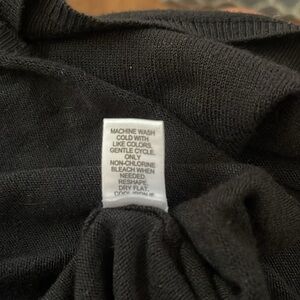 MACHINE WASH
COLD WITH
LIKE COLORS.
GENTLE CYCLE.
ONLY
NON-CHLORINE
BLEACH WHEN
NEEDED.
RESHAPE,
DRY FLAT.